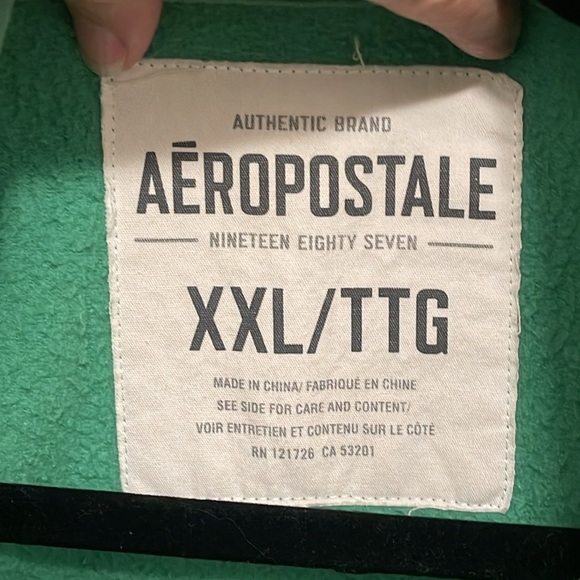 AUTHENTIC BRAND
AĒROPOSTALE
NINETEEN EIGHTY SEVEN
XXL/TTG
MADE IN CHINA/ FABRIQUÉ EN CHINE
SEE SIDE FOR CARE AND CONTENT/
VOIR ENTRETIEN ET CONTENU SUR LE CÔTÉ
RN 121726 CA 53201